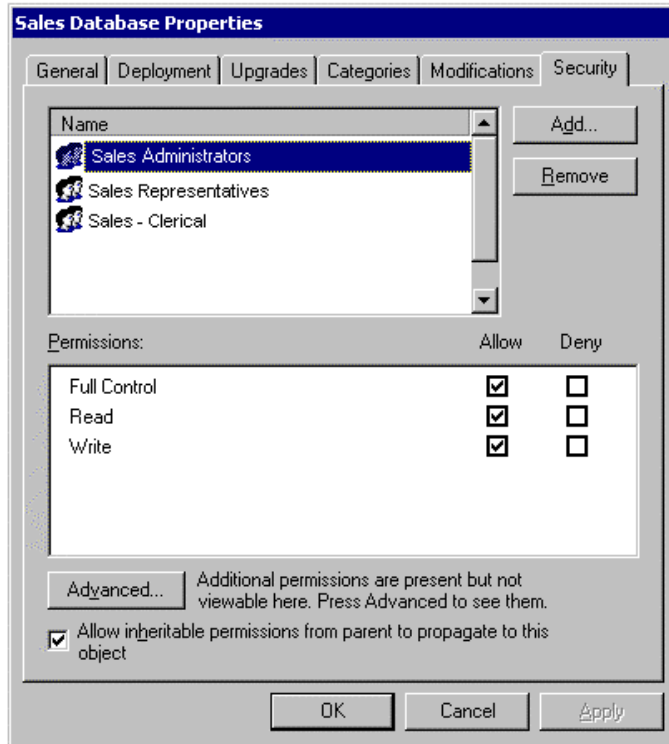 Sales Database Properties
General Deployment Upgrades Categories Modifications Security
Name
Sales Administrators
Sales Representatives
Sales - Clerical
Add...
Remove
Permissions: Allow Deny
Full Control
Read
Write
Advanced...
Additional permissions are present but not
viewable here. Press Advanced to see them.
Allow inheritable permissions from parent to propagate to this
object
OK Cancel Apply